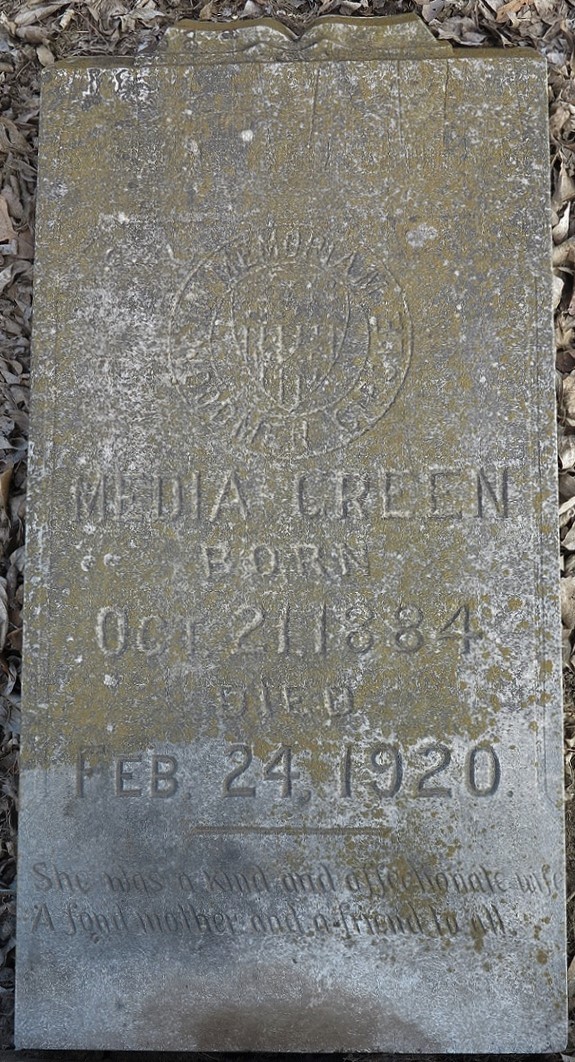 MEMORIAM
MEDIA GREEN
BORN
OCT. 21, 1884
DIED
FEB. 24, 1920.
She was a kind and affectionate wife
A fond mother and a friend to all.